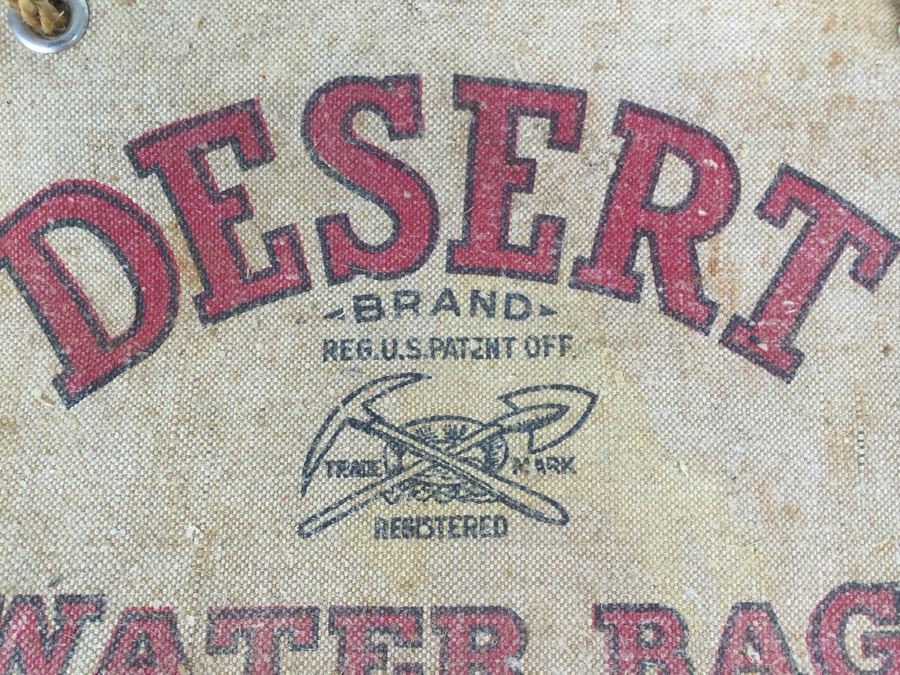 DESERT
BRAND
REG.U.S.PATENT OFF.
TRADE MARK
REGISTERED
WATER BAG